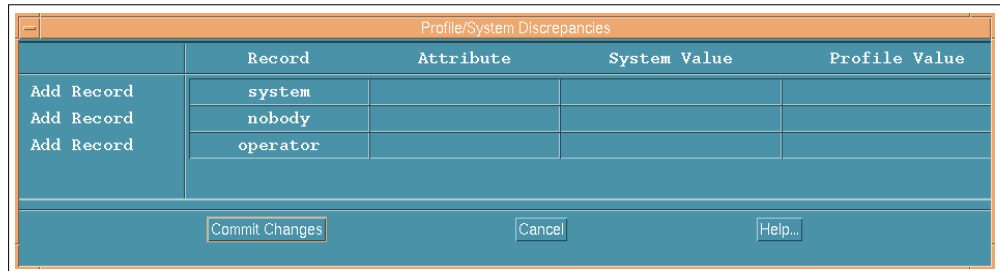 Profile/System Discrepancies
Record Attribute System Value Profile Value
Add Record system
Add Record nobody
Add Record operator
Commit Changes Cancel Help...